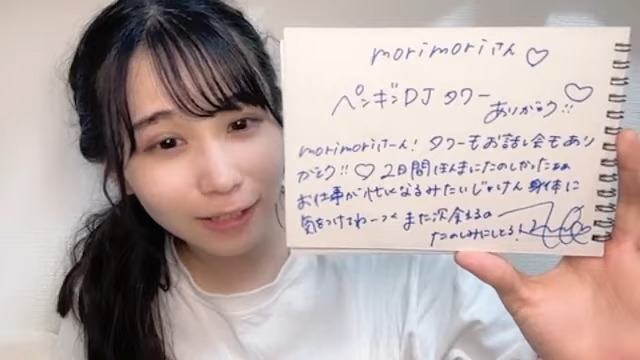 morimoriさん♡
ペンギンDJタワー
ありがとう!!♡
morimoriさーん!タワーもお話し会もあり
がとう!!♡2日間ほんまにたのしかったぁぁ
お仕事が忙しくなるみたいじゃけん身体に
気をつけてねーっ また次会えるの
たのしみにしとる!